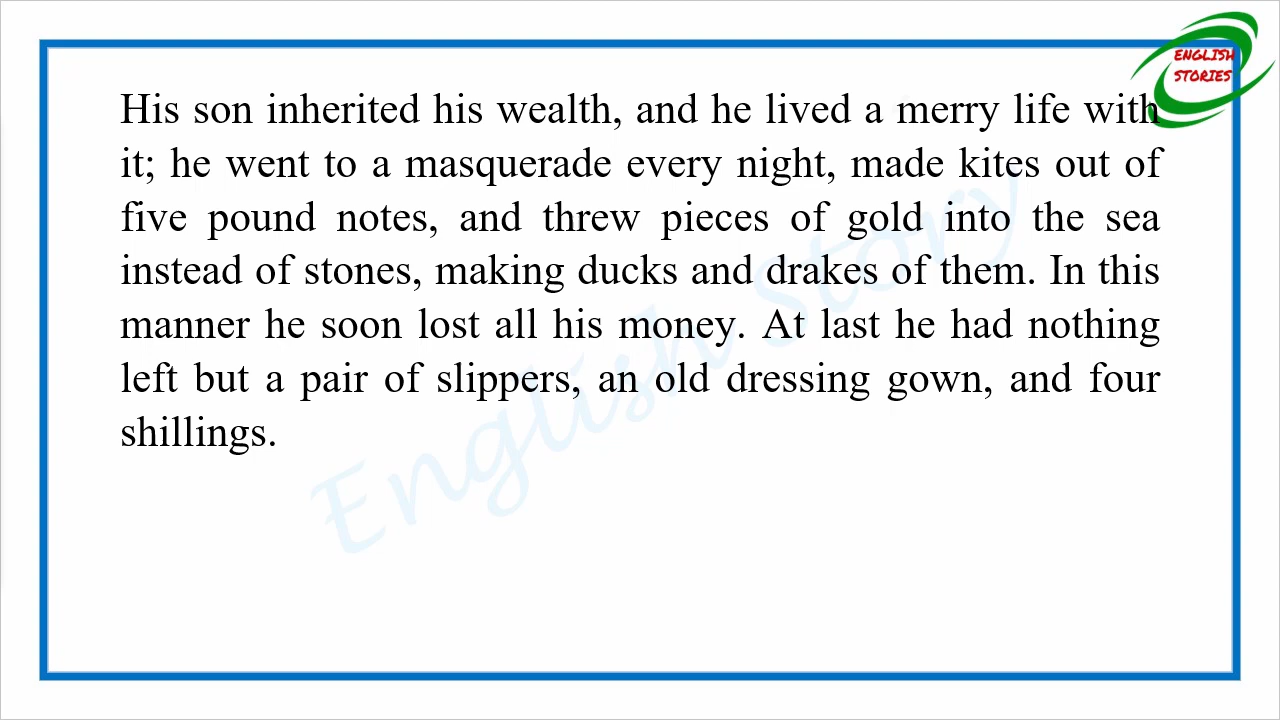 ENGLISH
STORIES
His son inherited his wealth, and he lived a merry life with
it; he went to a masquerade every night, made kites out of
five pound notes, and threw pieces of gold into the sea
instead of stones, making ducks and drakes of them. In this
manner he soon lost all his money. At last he had nothing
left but a pair of slippers, an old dressing gown, and four
shillings.
English Story